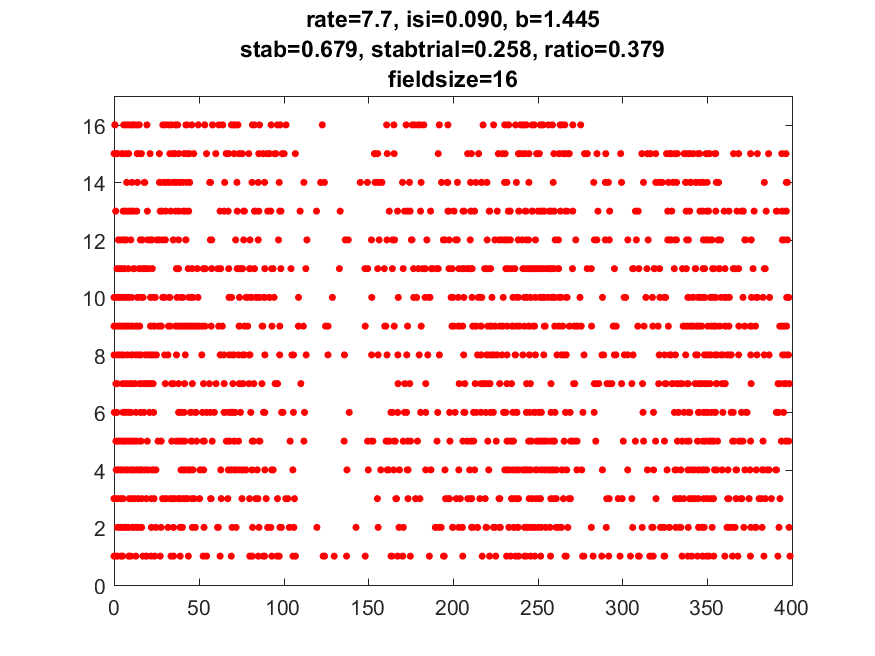 rate=7.7, isi=0.090, b=1.445
stab=0.679, stabtrial=0.258, ratio=0.379
fieldsize=16
16
14
12
10
8
6
4
2
0
0 50 100 150 200 250 300 350 400